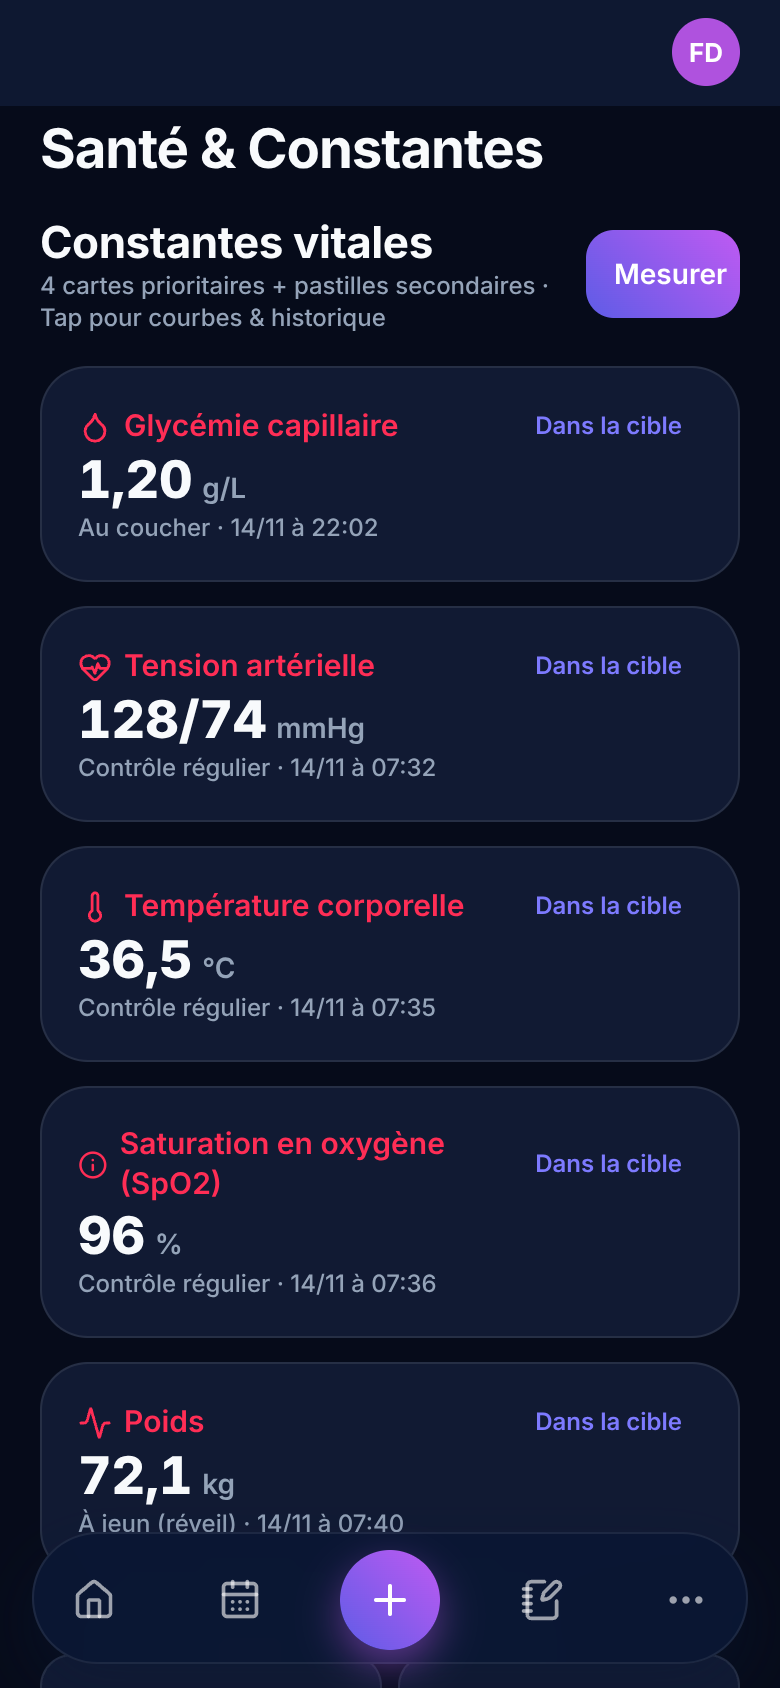 FD
Santé & Constantes
Constantes vitales
4 cartes prioritaires + pastilles secondaires ·
Tap pour courbes & historique
Mesurer
Glycémie capillaire
Dans la cible
1,20 g/L
Au coucher · 14/11 à 22:02
Tension artérielle
Dans la cible
128/74 mmHg
Contrôle régulier · 14/11 à 07:32
Température corporelle
Dans la cible
36,5 °C
Contrôle régulier · 14/11 à 07:35
Saturation en oxygène
(SpO2)
Dans la cible
96 %
Contrôle régulier · 14/11 à 07:36
Poids
Dans la cible
72,1 kg
À jeun (réveil) · 14/11 à 07:40